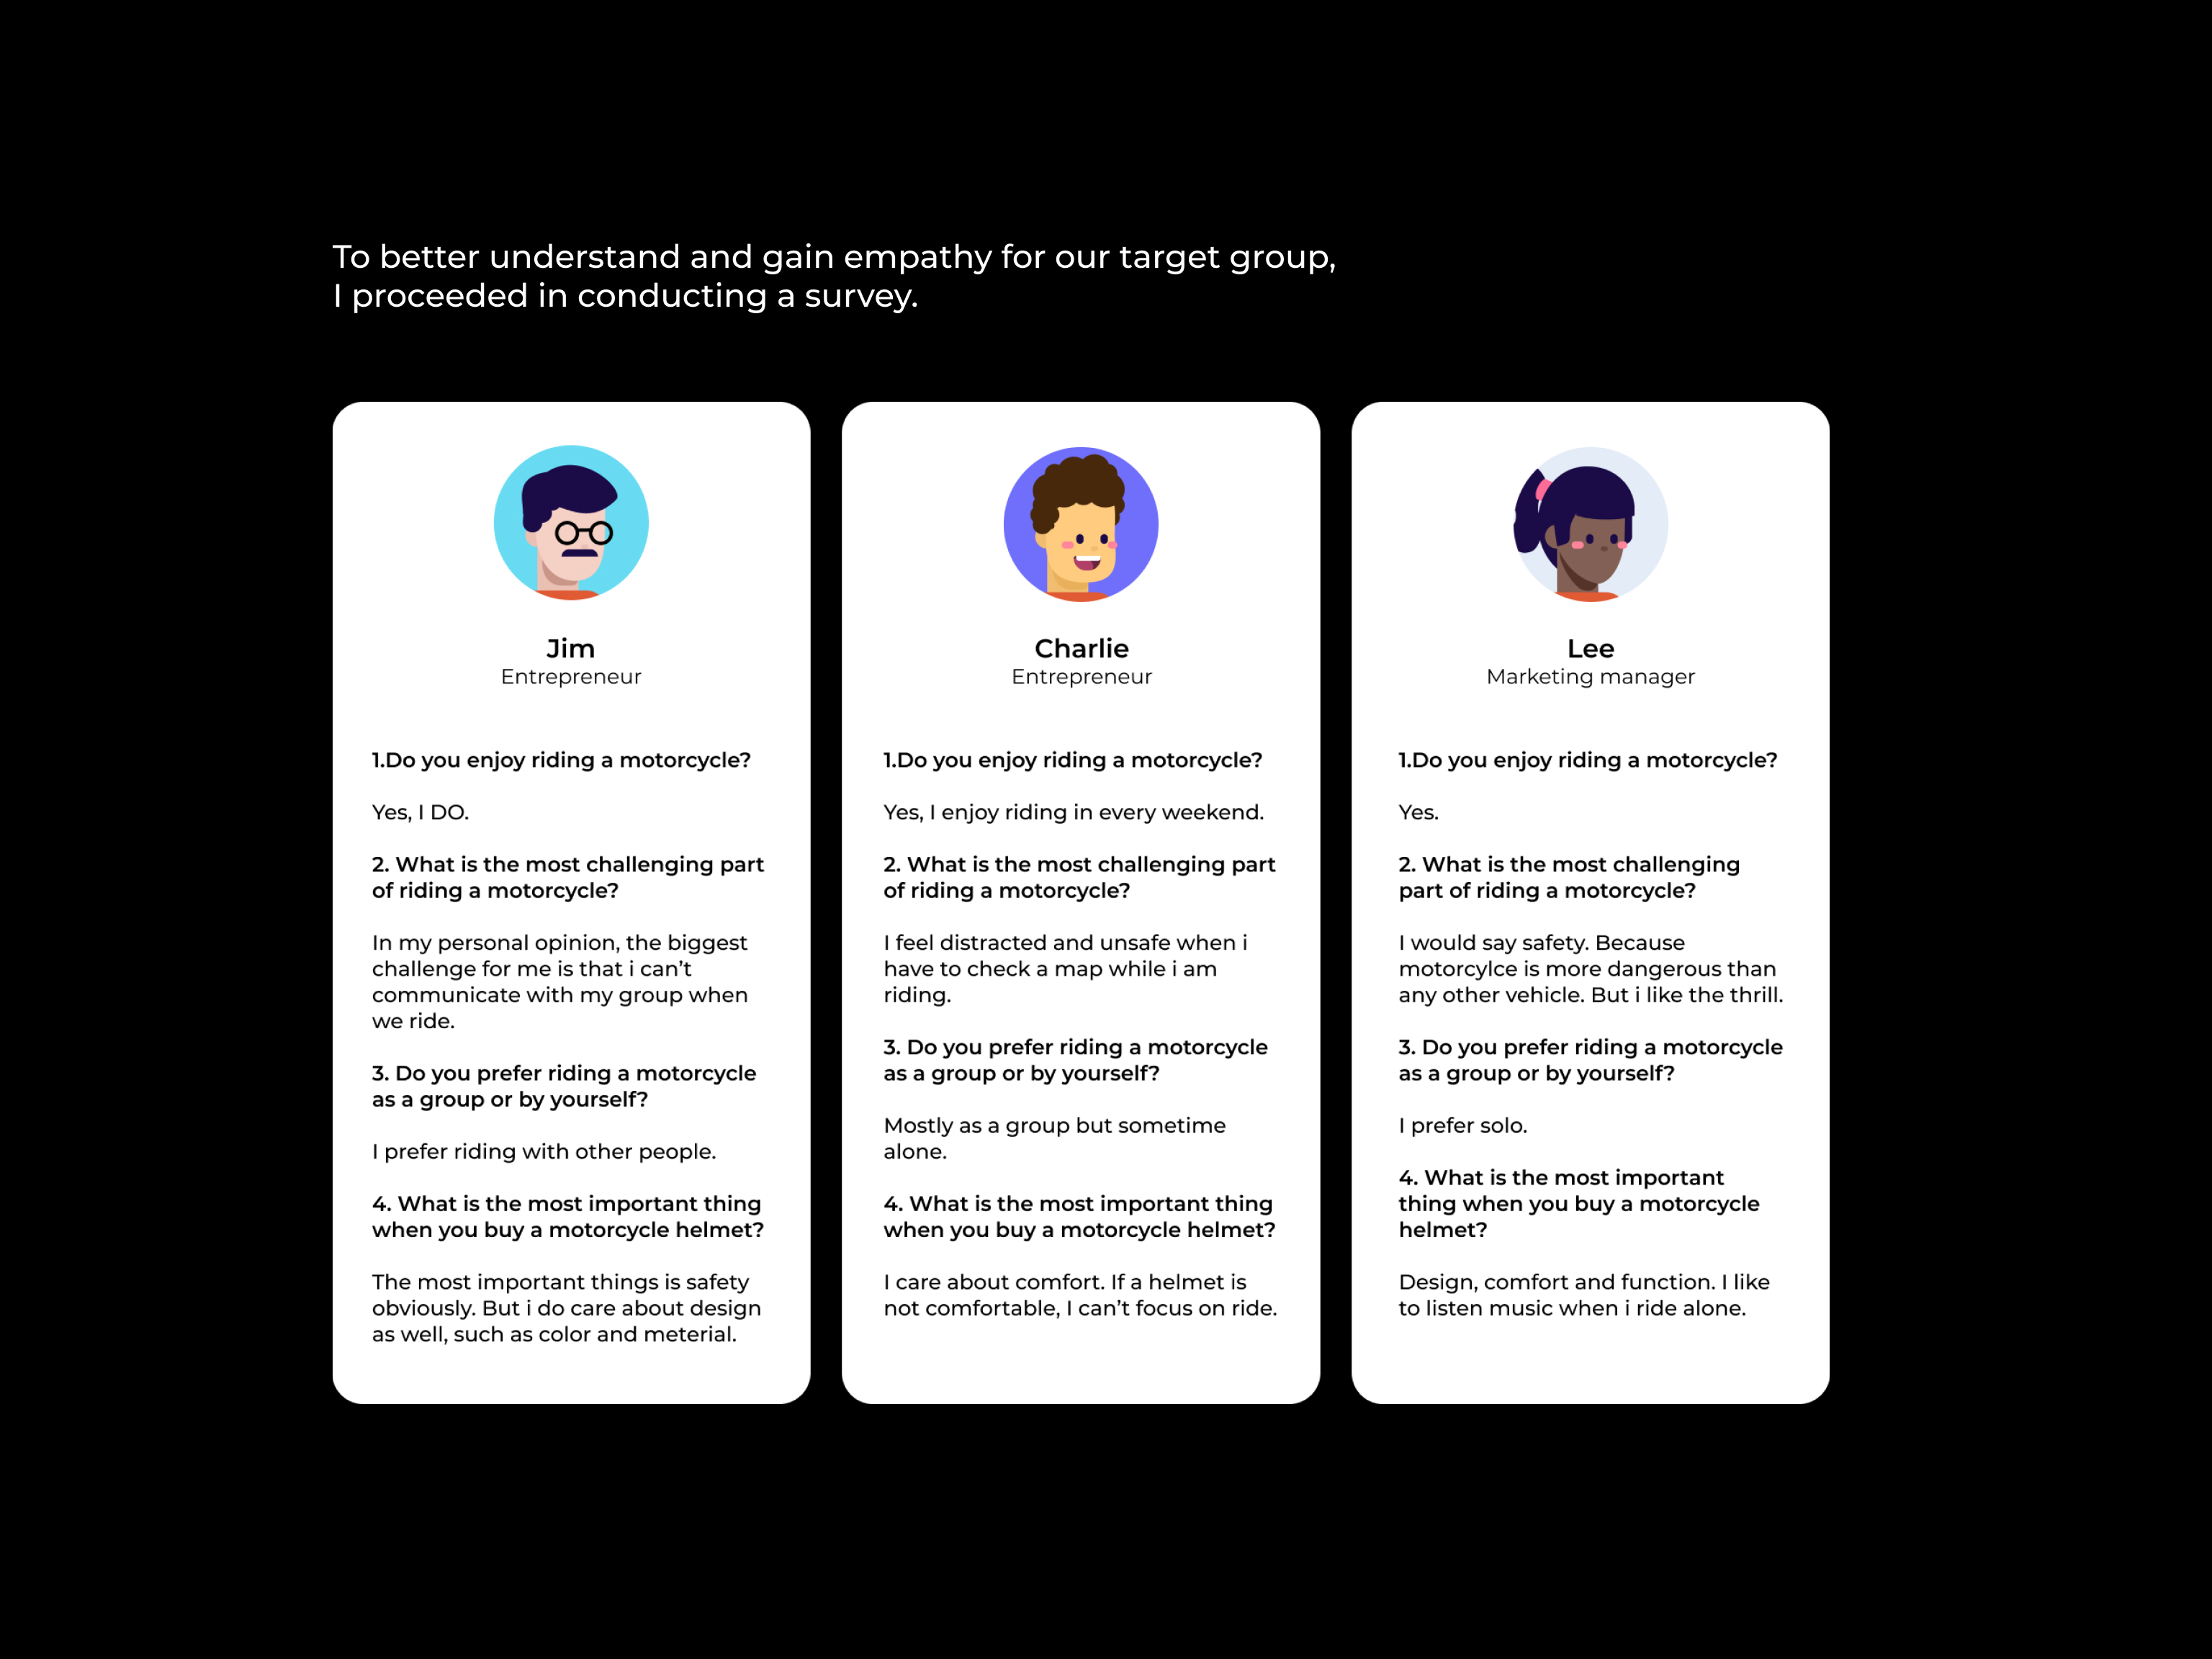 To better understand and gain empathy for our target group,
I proceeded in conducting a survey.
Jim
Entrepreneur
1.Do you enjoy riding a motorcycle?
Yes, I DO.
2. What is the most challenging part
of riding a motorcycle?
In my personal opinion, the biggest
challenge for me is that i can’t
communicate with my group when
we ride.
3. Do you prefer riding a motorcycle
as a group or by yourself?
I prefer riding with other people.
4. What is the most important thing
when you buy a motorcycle helmet?
The most important things is safety
obviously. But i do care about design
as well, such as color and meterial.
Charlie
Entrepreneur
1.Do you enjoy riding a motorcycle?
Yes, I enjoy riding in every weekend.
2. What is the most challenging part
of riding a motorcycle?
I feel distracted and unsafe when i
have to check a map while i am
riding.
3. Do you prefer riding a motorcycle
as a group or by yourself?
Mostly as a group but sometime
alone.
4. What is the most important thing
when you buy a motorcycle helmet?
I care about comfort. If a helmet is
not comfortable, I can’t focus on ride.
Lee
Marketing manager
1.Do you enjoy riding a motorcycle?
Yes.
2. What is the most challenging
part of riding a motorcycle?
I would say safety. Because
motorcylce is more dangerous than
any other vehicle. But i like the thrill.
3. Do you prefer riding a motorcycle
as a group or by yourself?
I prefer solo.
4. What is the most important
thing when you buy a motorcycle
helmet?
Design, comfort and function. I like
to listen music when i ride alone.